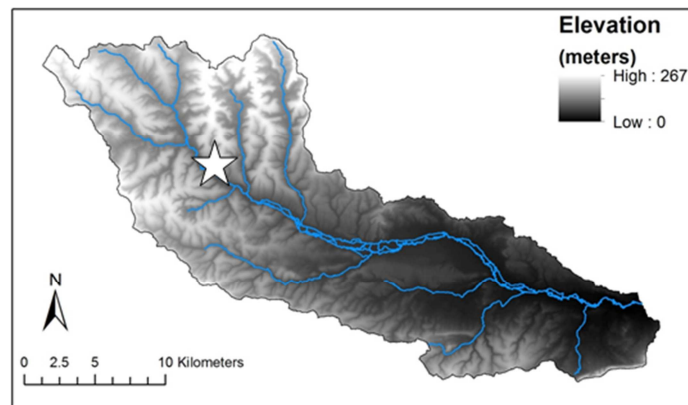 Elevation
(meters)
High : 267
Low : 0
N
0 2.5 5 10 Kilometers